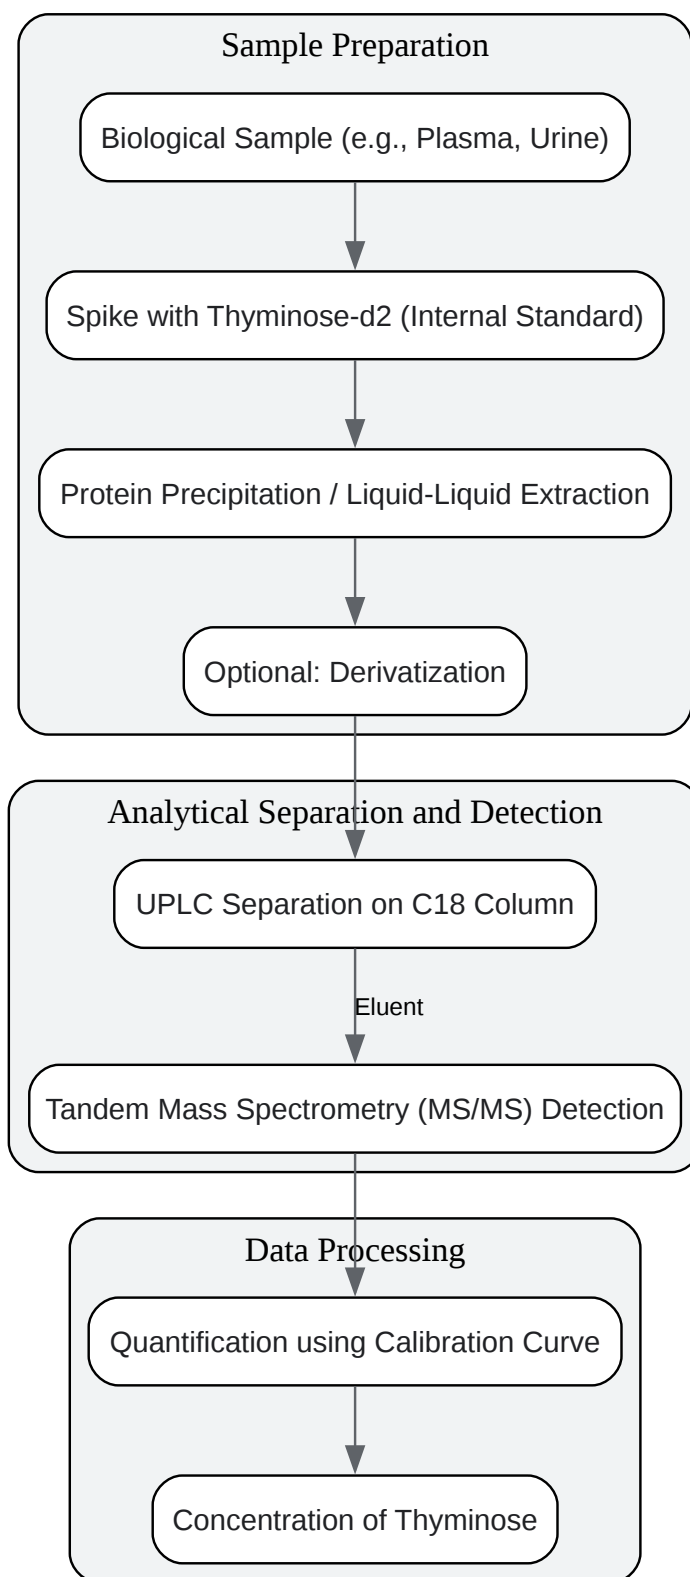 Sample Preparation
Biological Sample (e.g., Plasma, Urine)
Spike with Thyminose-d2 (Internal Standard)
Protein Precipitation / Liquid-Liquid Extraction
Optional: Derivatization
Analytical Separation and Detection
UPLC Separation on C18 Column
Eluent
Tandem Mass Spectrometry (MS/MS) Detection
Data Processing
Quantification using Calibration Curve
Concentration of Thyminose